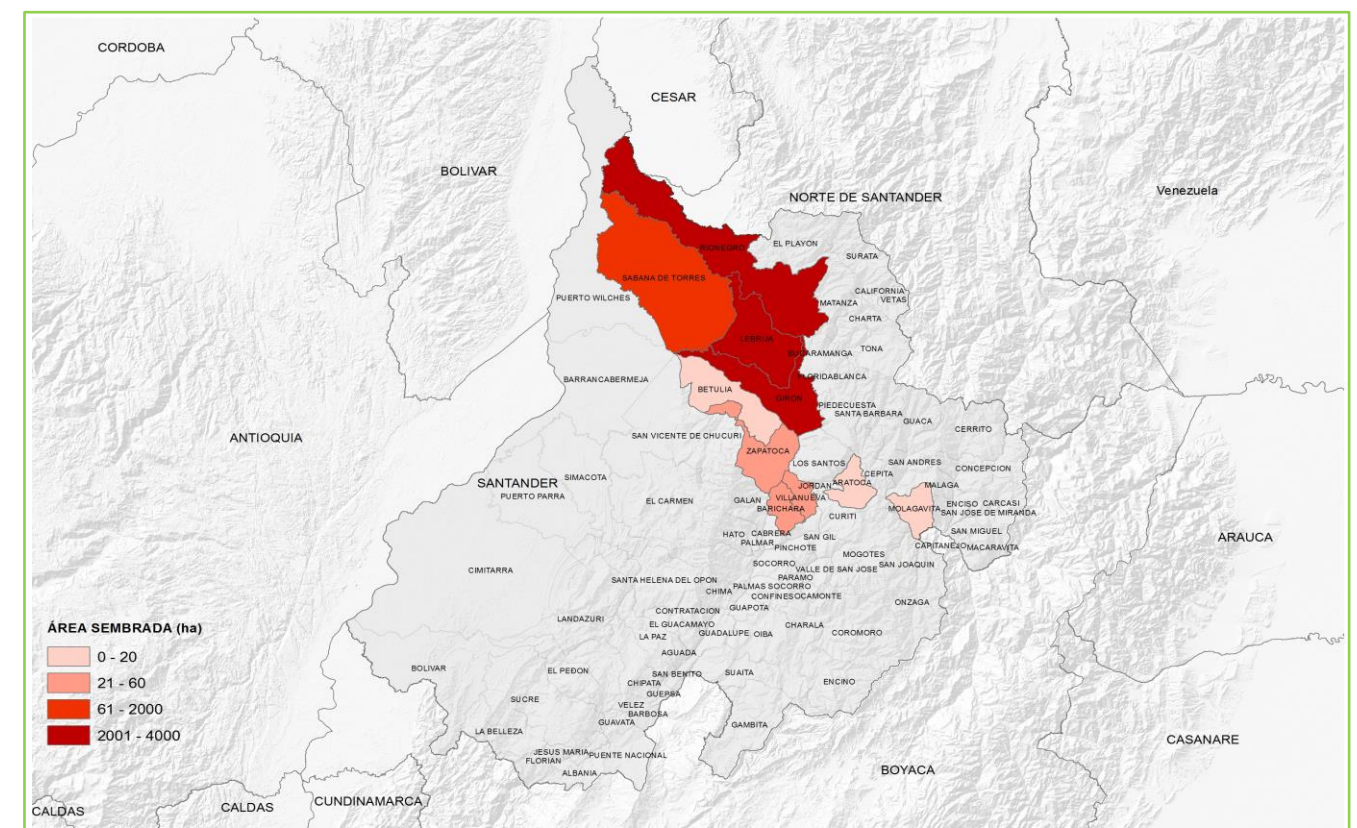 CORDOBA
CESAR
BOLIVAR
NORTE DE SANTANDER
Venezuela
RIONEGRO
EL PLAYON
SURATA
SABANA DE TORRES
CALIFORNIA
VETAS
PUERTO WILCHES
MATANZA
CHARTA
LEBRIJA
BUCARAMANGA
TONA
BARRANCABERMEJA
FLORIDABLANCA
BETULIA
GIRON
PIEDECUESTA
SANTA BARBARA
GUACA
CERRITO
ANTIOQUIA
SAN VICENTE DE CHUCURI
ZAPATOCA
LOS SANTOS
SAN ANDRES
CONCEPCION
CEPITA
SANTANDER
SIMACOTA
JORDAN
ARATOCA
MALAGA
PUERTO PARRA
EL CARMEN
GALAN
VILLANUEVA
BARICHARA
CURITI
MOLAGAVITA
ENCISO
CARCASI
SAN JOSE DE MIRANDA
HATO
CABRERA
SAN GIL
SAN MIGUEL
PALMAR
PINCHOTE
CAPITANEJO
MACARAVITA
ARAUCA
MOGOTES
CIMITARRA
SOCORRO
VALLE DE SAN JOSE
SAN JOAQUIN
SANTA HELENA DEL OPON
PARAMO
CHIMA
PALMAS SOCORRO
CONFINES
OCAMONTE
ONZAGA
CONTRATACION
GUAPOTA
LANDAZURI
EL GUACAMAYO
CHARALA
LA PAZ
GUADALUPE
OIBA
COROMORO
AGUADA
BOLIVAR
EL PEÐON
SAN BENITO
SUAITA
ENCINO
CHIPATA
GUEPSA
SUCRE
VELEZ
BARBOSA
GUAVATA
GAMBITA
LA BELLEZA
JESUS MARIA
PUENTE NACIONAL
FLORIAN
ALBANIA
BOYACA
CASANARE
CUNDINAMARCA
CALDAS
CALDAS
ÁREA SEMBRADA (ha)
0 - 20
21 - 60
61 - 2000
2001 - 4000